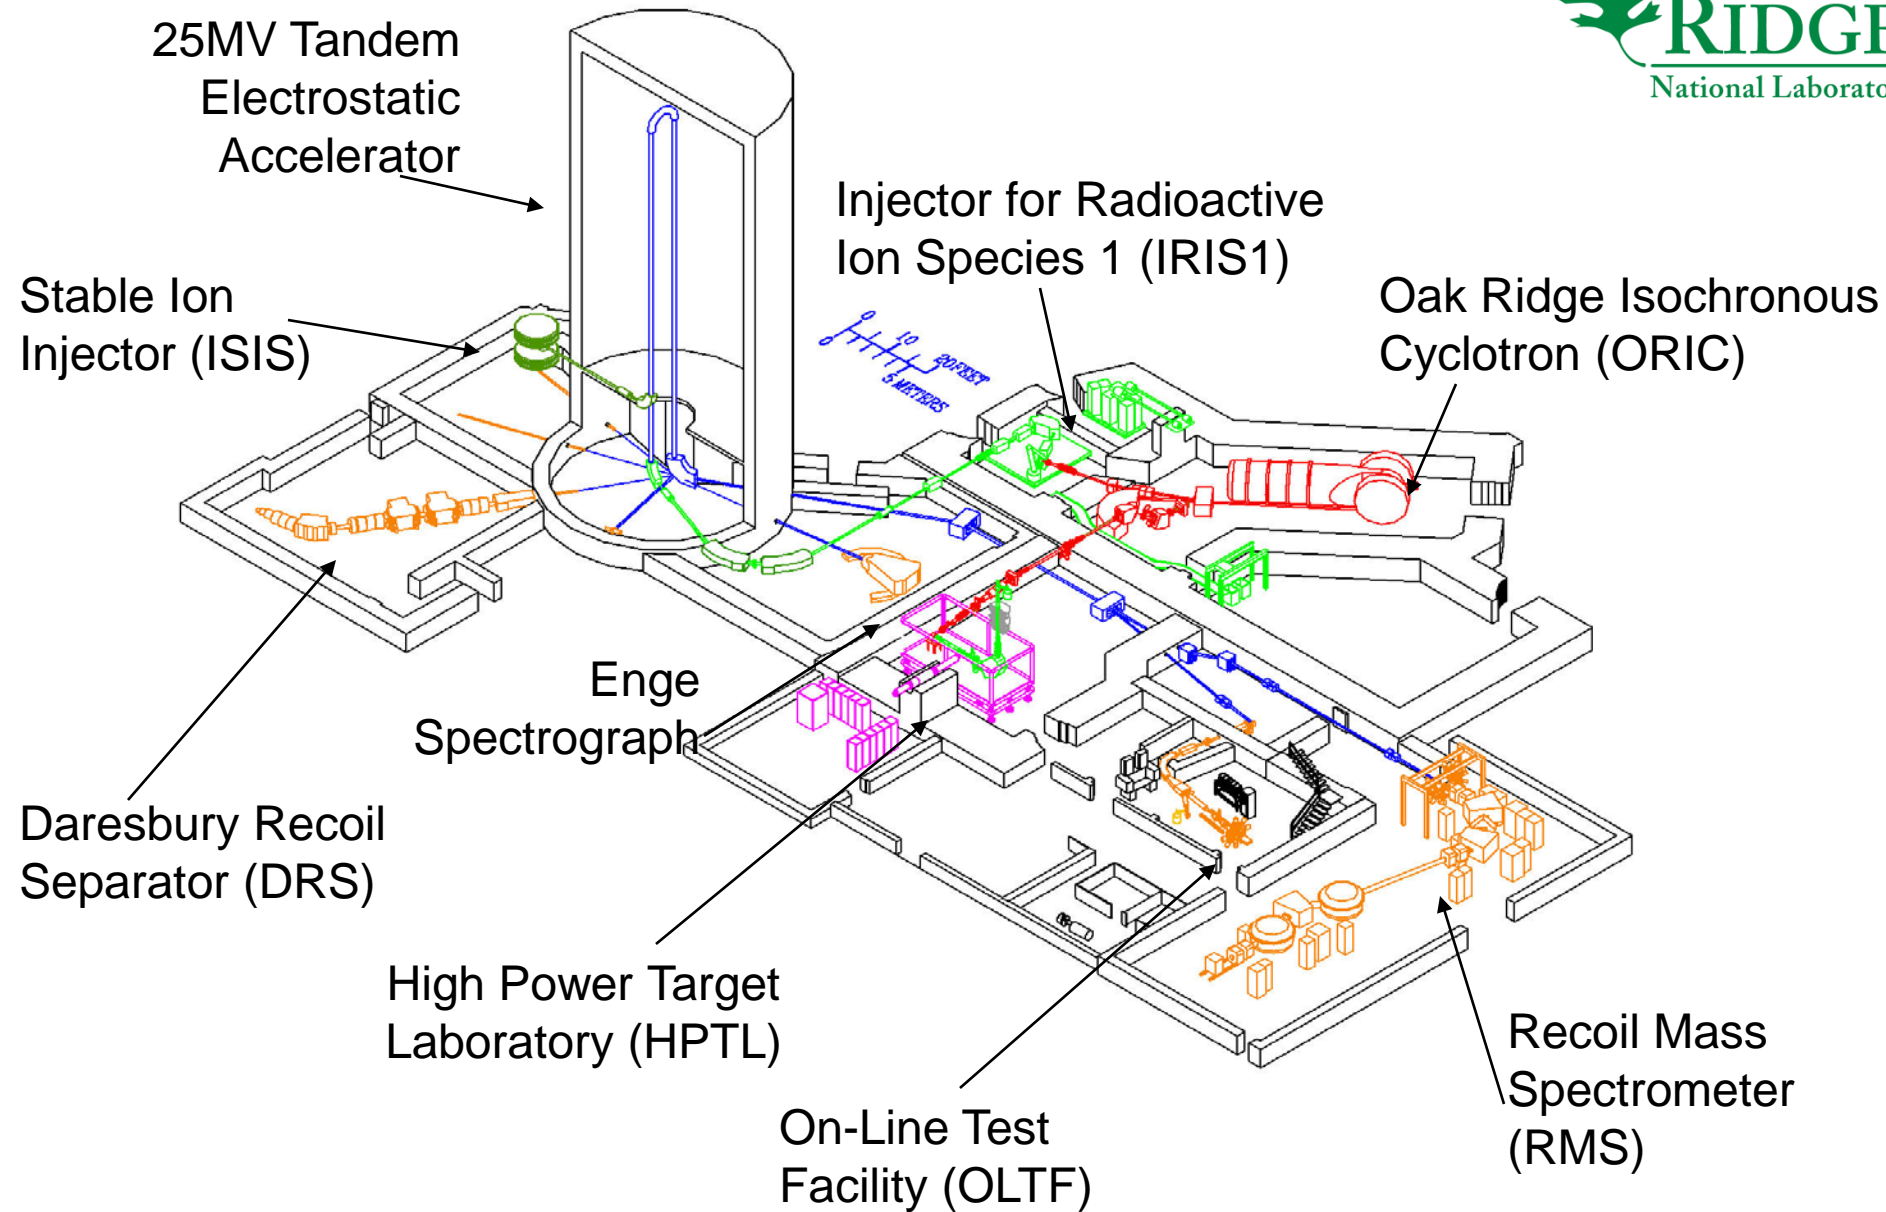 25MV Tandem
Electrostatic
Accelerator
RIDGE
National Laborato
Injector for Radioactive
Ion Species 1 (IRIS1)
Stable Ion
Injector (ISIS)
Oak Ridge Isochronous
Cyclotron (ORIC)
0 10 20 FEET
0 5 METERS
Enge
Spectrograph
Daresbury Recoil
Separator (DRS)
High Power Target
Laboratory (HPTL)
On-Line Test
Facility (OLTF)
Recoil Mass
Spectrometer
(RMS)